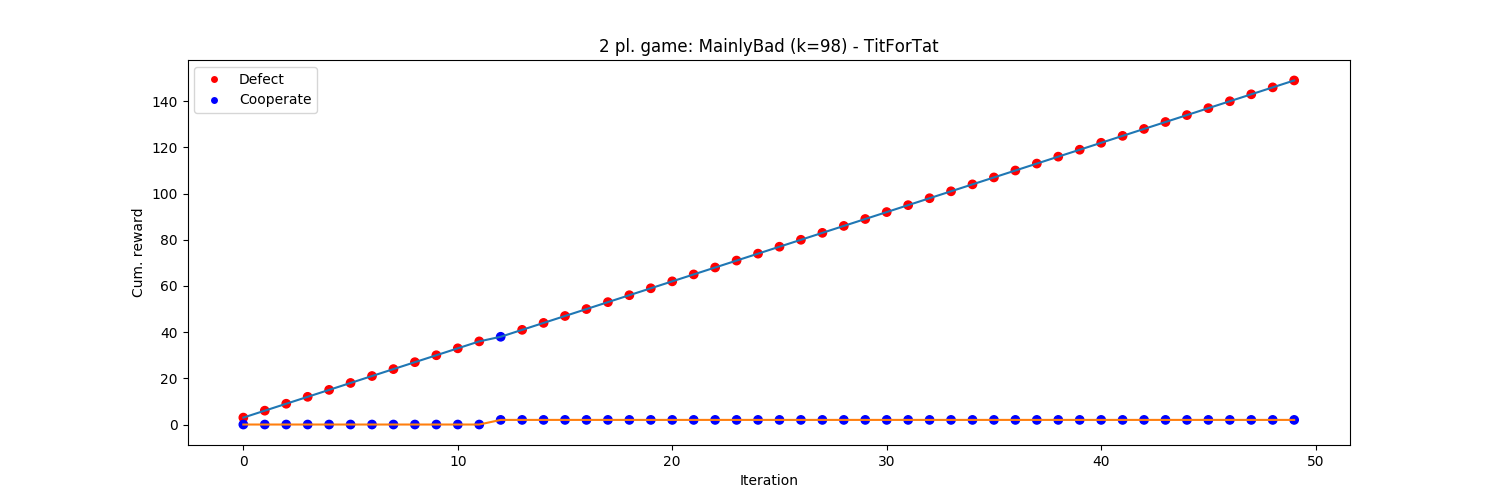 2 pl. game: MainlyBad (k=98) - TitForTat
Defect
Cooperate
Cum. reward
140
120
100
80
60
40
20
0
0 10 20 30 40 50
Iteration